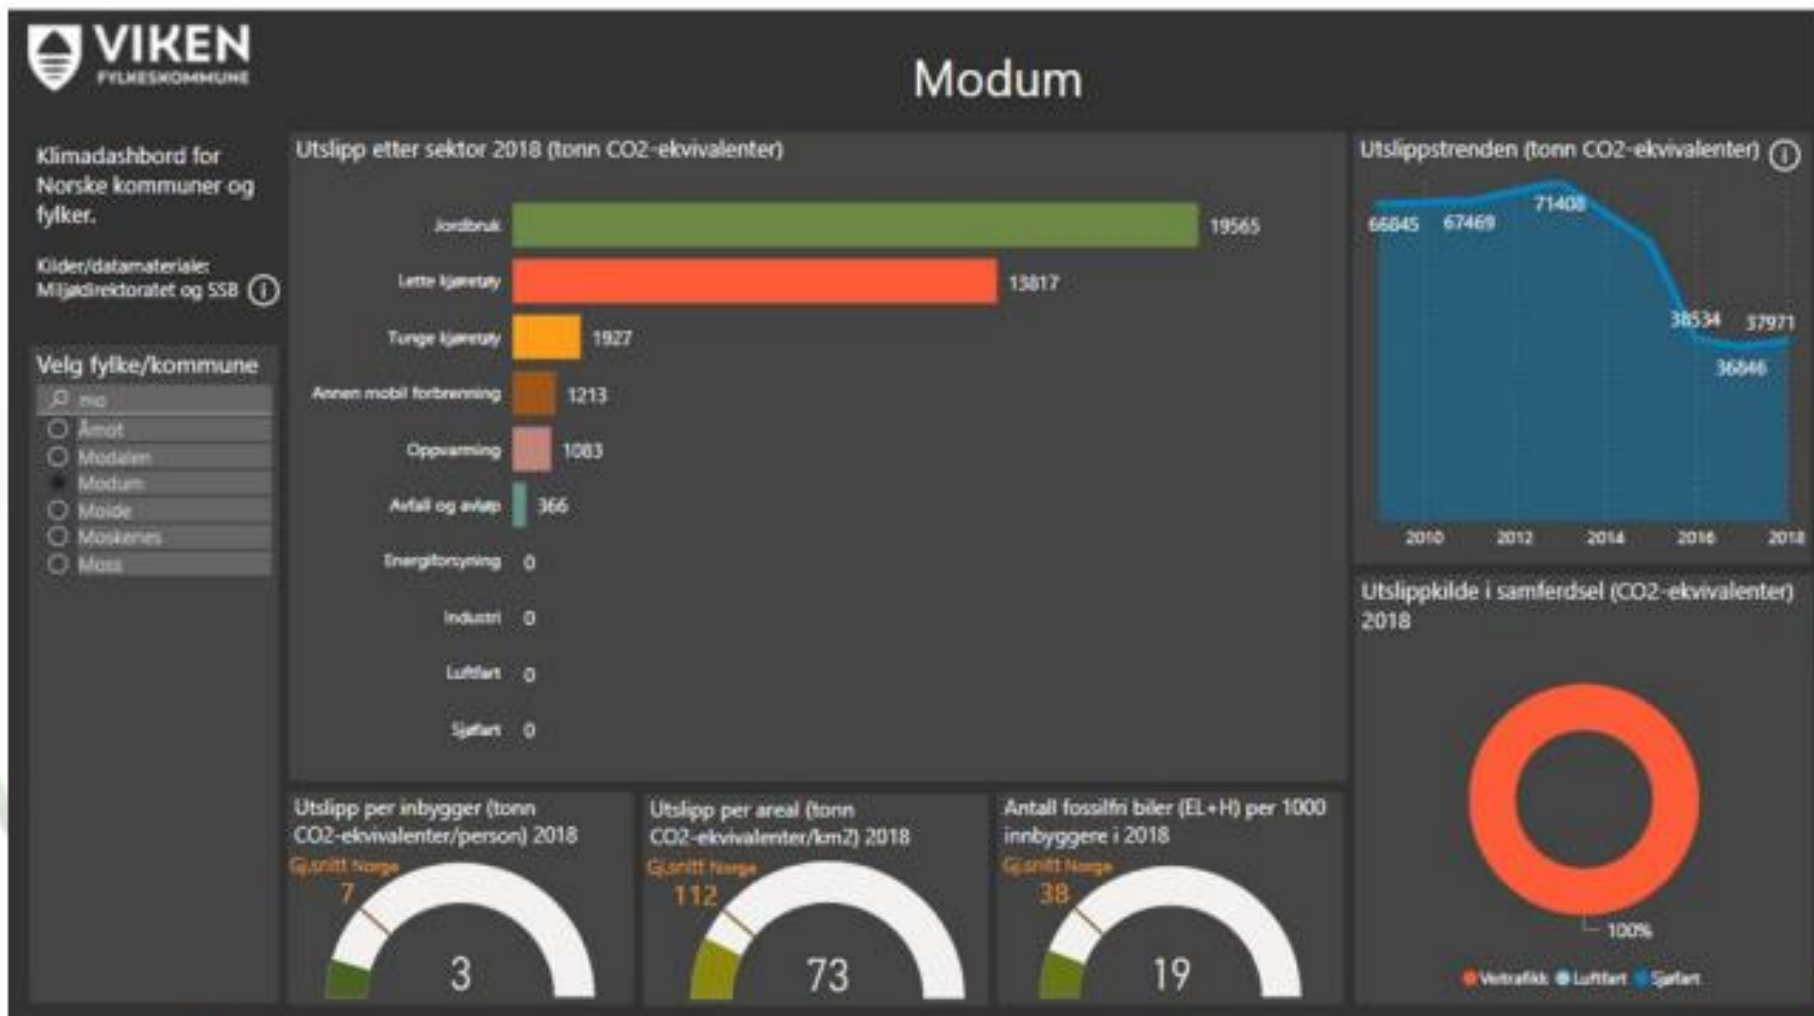 VIKEN
FYLKESKOMMUNE
Modum
Klimadashbord for
Norske kommuner og
fylker.
Kilder/datamateriale:
Miljødirektoratet og SSB
Velg fylke/kommune
mo
Åmot
Modalen
Modum
Molde
Moskenes
Moss
Utslipp etter sektor 2018 (tonn CO2-ekvivalenter)
Jordbruk 19565
Lette kjøretøy 13817
Tunge kjøretøy 1927
Annen mobil forbrenning 1213
Oppvarming 1083
Avfall og avløp 366
Energiforsyning 0
Industri 0
Luftfart 0
Sjøfart 0
Utslippstrenden (tonn CO2-ekvivalenter)
66845 67469 71408 38534 36846 37971
2010 2012 2014 2016 2018
Utslipp per inbygger (tonn
CO2-ekvivalenter/person) 2018
Gj.snitt Norge
7
3
Utslipp per areal (tonn
CO2-ekvivalenter/km2) 2018
Gj.snitt Norge
112
73
Antall fossilfri biler (EL+H) per 1000
innbyggere i 2018
Gj.snitt Norge
38
19
Utslippkilde i samferdsel (CO2-ekvivalenter)
2018
100%
Veitrafikk Luftfart Sjøfart